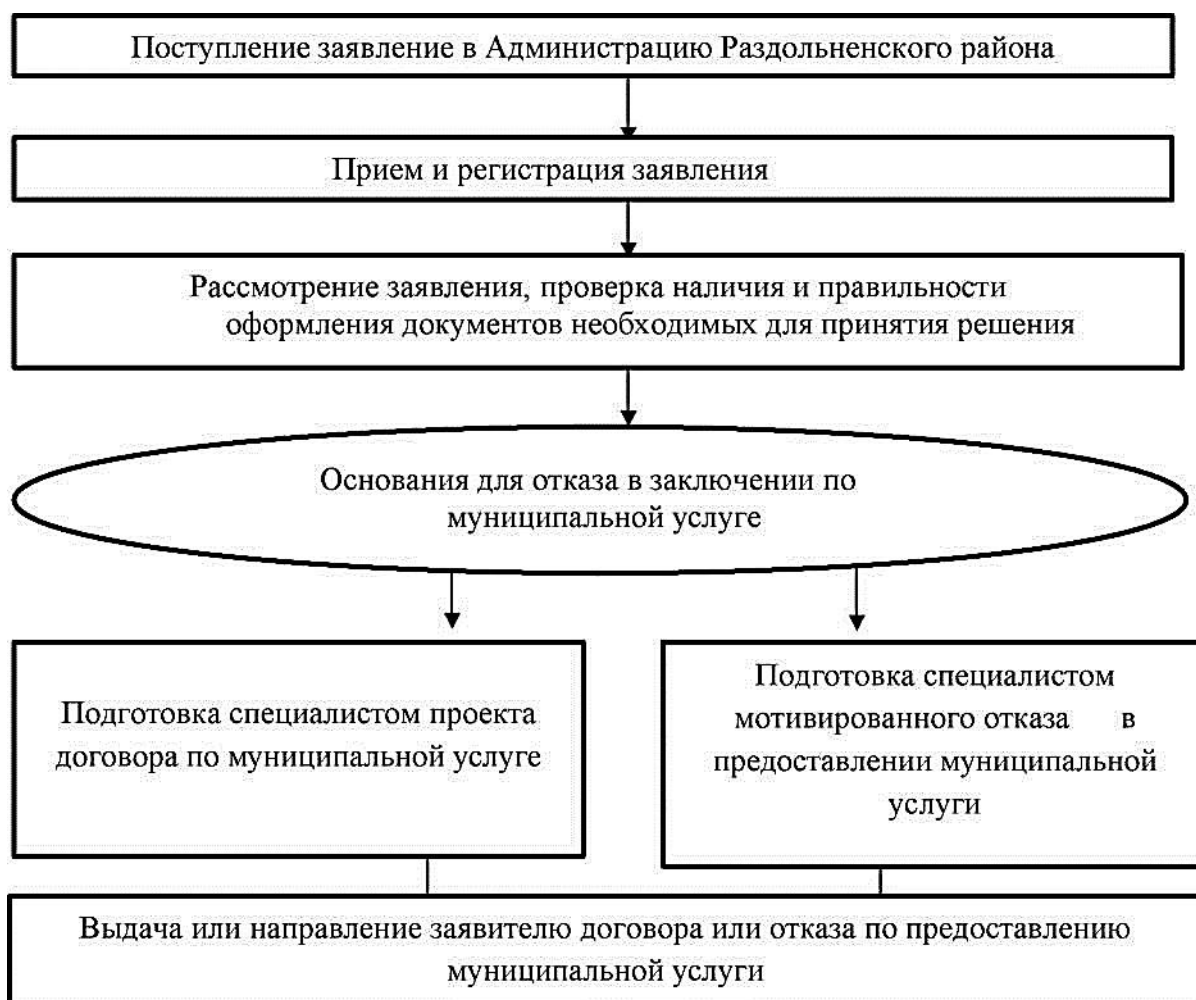 Поступление заявление в Администрацию Раздольненского района
Прием и регистрация заявления
Рассмотрение заявления, проверка наличия и правильности
оформления документов необходимых для принятия решения
Основания для отказа в заключении по
муниципальной услуге
Подготовка специалистом проекта
договора по муниципальной услуге
Подготовка специалистом
мотивированного отказа в
предоставлении муниципальной
услуги
Выдача или направление заявителю договора или отказа по предоставлению
муниципальной услуги